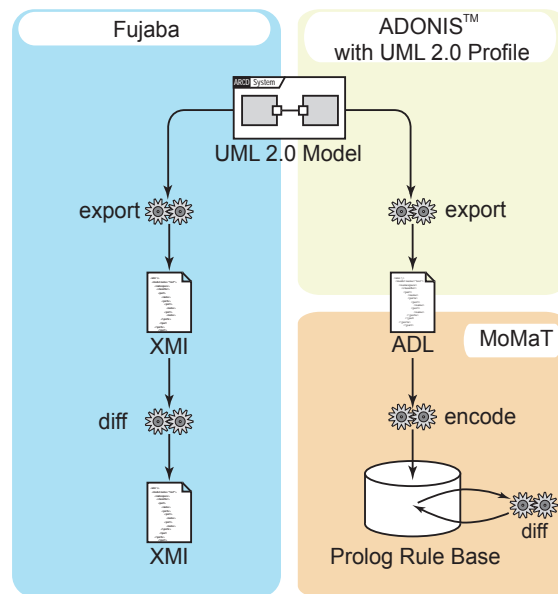 Fujaba
ADONIS™
with UML 2.0 Profile
ARCD System
UML 2.0 Model
export
export
XMI
ADL
MoMaT
diff
encode
XMI
Prolog Rule Base
diff